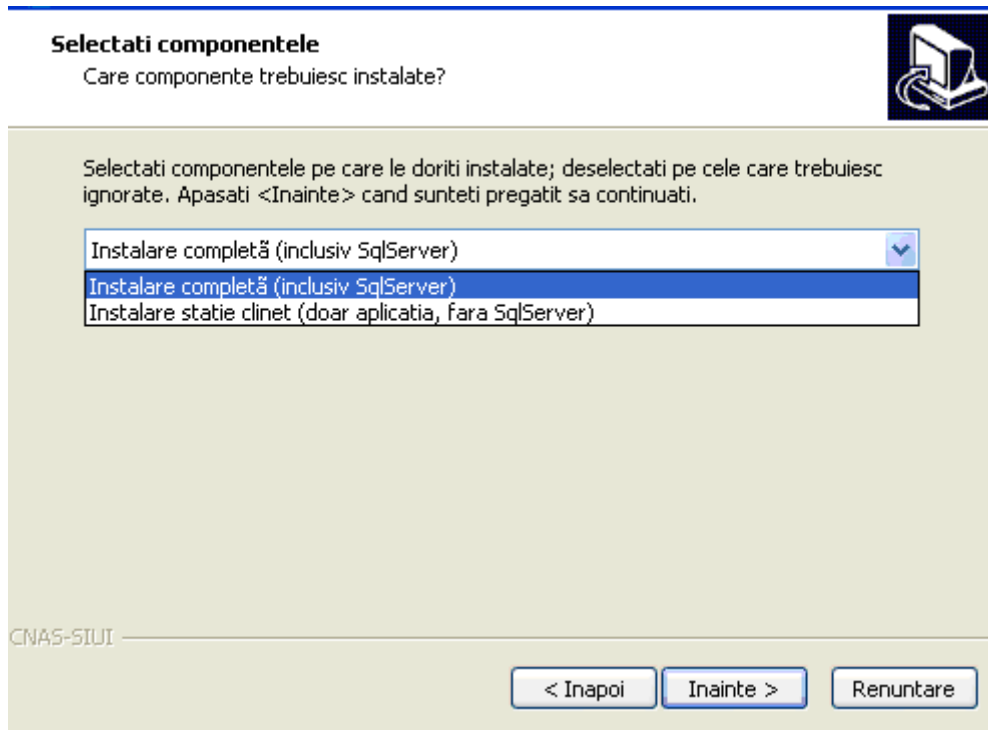 Selectati componentele
Care componente trebuiesc instalate?
Selectati componentele pe care le doriti instalate; deselectati pe cele care trebuiesc
ignorate. Apasati <Inainte> cand sunteti pregatit sa continuati.
Instalare completã (inclusiv SqlServer)
Instalare completã (inclusiv SqlServer)
Instalare statie clinet (doar aplicatia, fara SqlServer)
CNAS-SIUI
< Inapoi
Inainte >
Renuntare